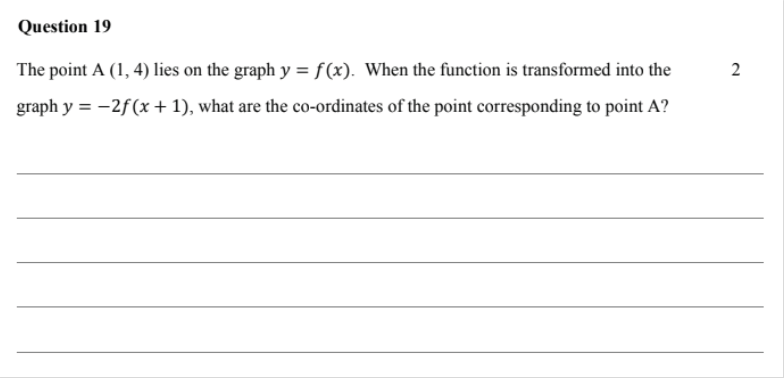 Question 19
The point A (1, 4) lies on the graph y = f(x). When the function is transformed into the 2
graph y = −2f(x + 1), what are the co-ordinates of the point corresponding to point A?